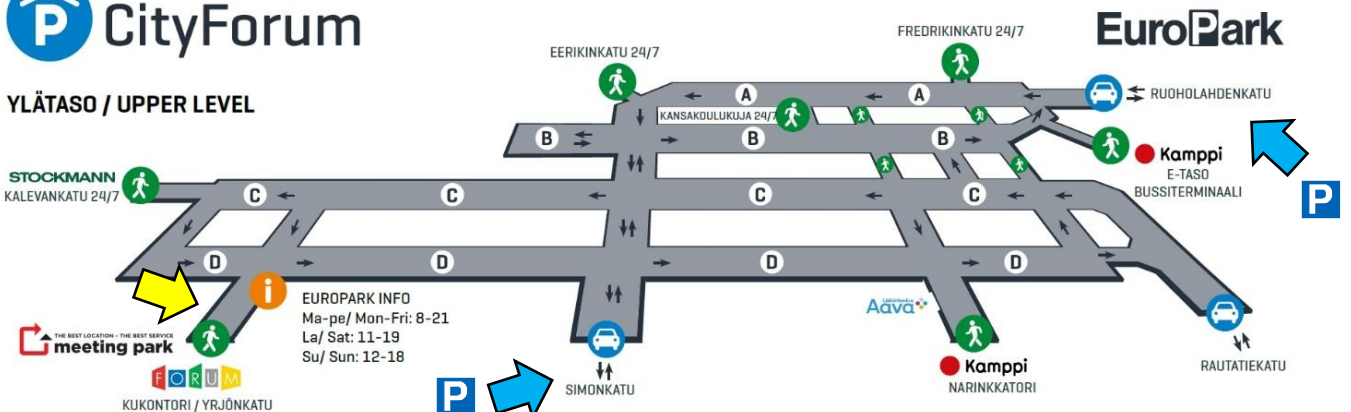 P CityForum
EuroPark
YLÄTASO / UPPER LEVEL
EERIKINKATU 24/7
FREDRIKINKATU 24/7
A
A
RUOHOLAHDENKATU
KANSAKOULUKUJA 24/7
B
B
B
Kamppi
E-TASO
BUSSITERMINAALI
P
STOCKMANN
KALEVANKATU 24/7
C
C
C
C
D
D
D
D
i
EUROPARK INFO
Ma-pe/ Mon-Fri: 8-21
La/ Sat: 11-19
Su/ Sun: 12-18
THE BEST LOCATION - THE BEST SERVICE
meeting park
FORUM
KUKONTORI / YRJÖNKATU
P
SIMONKATU
Lääkärikeskus
Aava
Kamppi
NARINKKATORI
RAUTATIEKATU